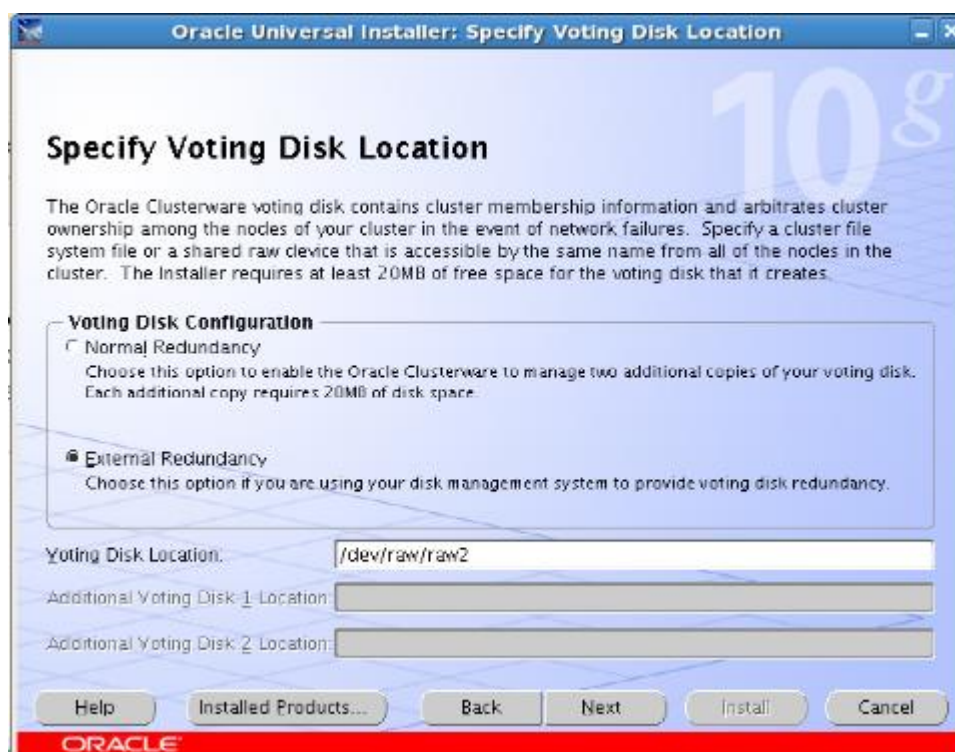 Oracle Universal Installer: Specify Voting Disk Location
10g
Specify Voting Disk Location
The Oracle Clusterware voting disk contains cluster membership information and arbitrates cluster
ownership among the nodes of your cluster in the event of network failures. Specify a cluster file
system file or a shared raw device that is accessible by the same name from all of the nodes in the
cluster. The Installer requires at least 20MB of free space for the voting disk that it creates.
Voting Disk Configuration
Normal Redundancy
Choose this option to enable the Oracle Clusterware to manage two additional copies of your voting disk.
Each additional copy requires 20MB of disk space.
External Redundancy
Choose this option if you are using your disk management system to provide voting disk redundancy.
Voting Disk Location: /dev/raw/raw2
Additional Voting Disk 1 Location:
Additional Voting Disk 2 Location:
Help Installed Products... Back Next Install Cancel
ORACLE